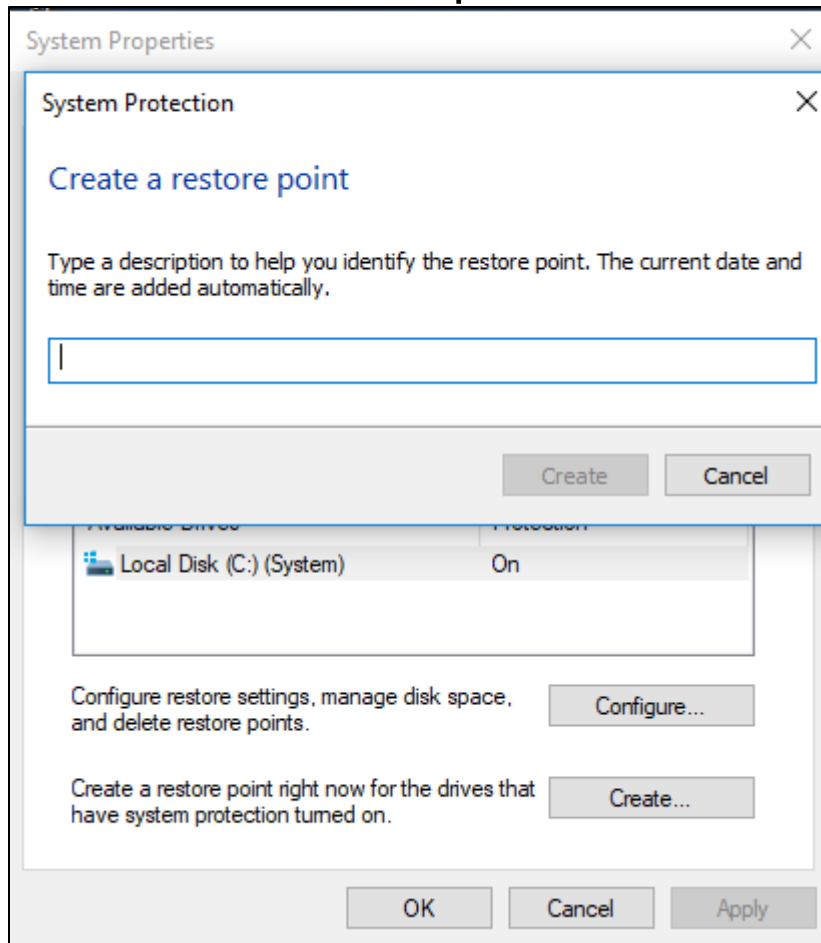 System Properties
System Protection
Create a restore point
Type a description to help you identify the restore point. The current date and
time are added automatically.
Create Cancel
Local Disk (C:) (System) On
Configure restore settings, manage disk space,
and delete restore points.
Configure...
Create a restore point right now for the drives that
have system protection turned on.
Create...
OK Cancel Apply